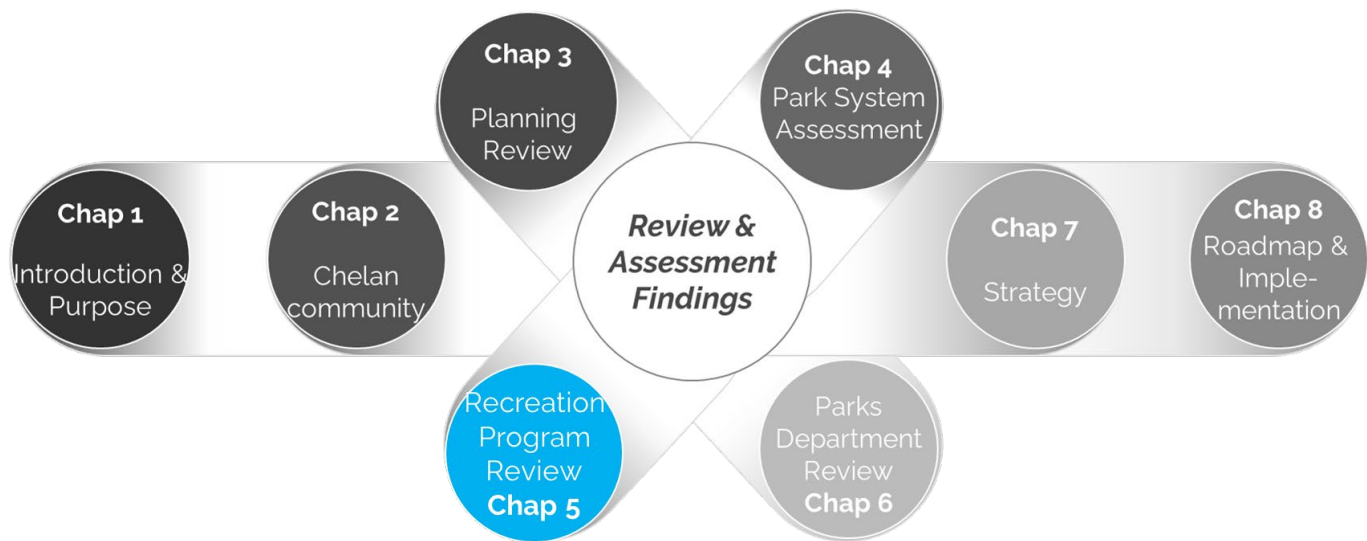 Chap 1
Introduction &
Purpose
Chap 2
Chelan
community
Chap 3
Planning
Review
Chap 4
Park System
Assessment
Review &
Assessment
Findings
Recreation
Program
Review
Chap 5
Parks
Department
Review
Chap 6
Chap 7
Strategy
Chap 8
Roadmap &
Imple-
mentation